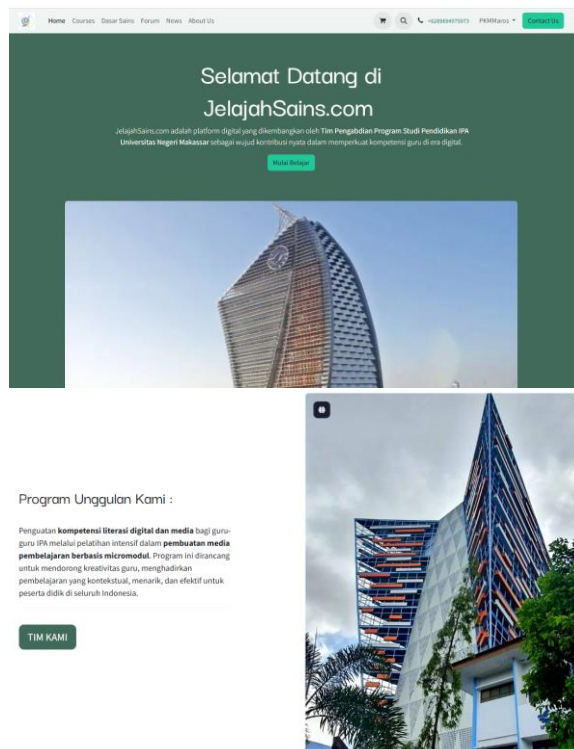 Home Courses Dasar Sains Forum News About Us
PKMMaros
Contact Us
Selamat Datang di
JelajahSains.com
JelajahSains.com adalah platform digital yang dikembangkan oleh Tim Pengabdian Program Studi Pendidikan IPA
Universitas Negeri Makassar sebagai wujud kontribusi nyata dalam memperkuat kompetensi guru di era digital.
Mulai Belajar
Program Unggulan Kami :
Penguatan kompetensi literasi digital dan media bagi guru-
guru IPA melalui pelatihan intensif dalam pembuatan media
pembelajaran berbasis micromodul. Program ini dirancang
untuk mendorong kreativitas guru, menghadirkan
pembelajaran yang kontekstual, menarik, dan efektif untuk
peserta didik di seluruh Indonesia.
TIM KAMI